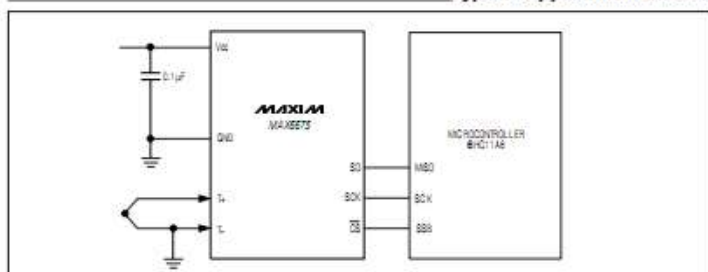 Vcc
0.1µF
MAXIM
MAX6675
GND
T+
T-
SO
SCK
CS
MICROCONTROLLER
68HC11A8
MISO
SCK
SSB